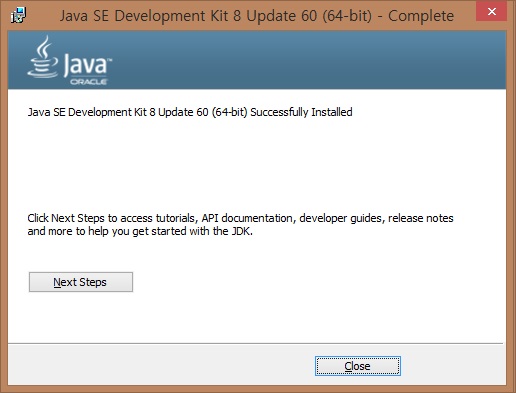 Java SE Development Kit 8 Update 60 (64-bit) - Complete
Java™
ORACLE
Java SE Development Kit 8 Update 60 (64-bit) Successfully Installed
Click Next Steps to access tutorials, API documentation, developer guides, release notes
and more to help you get started with the JDK.
Next Steps
Close